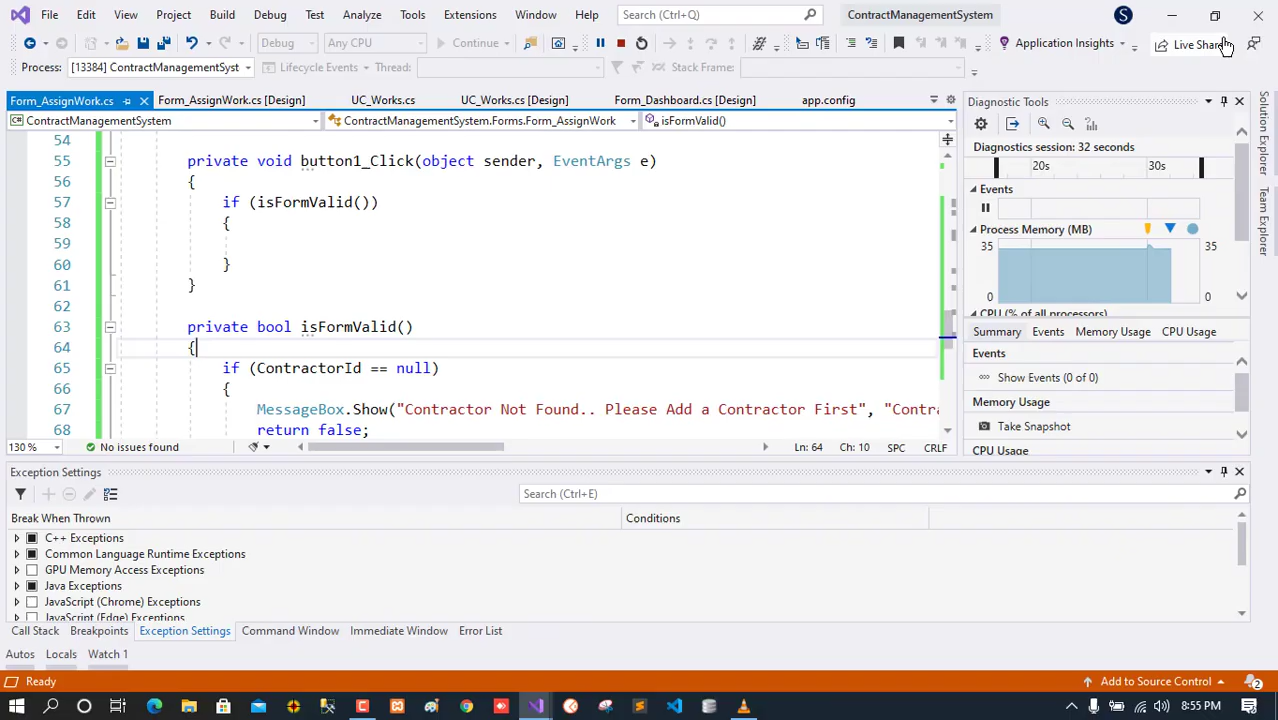 File Edit View Project Build Debug Test Analyze Tools Extensions Window Help Search (Ctrl+Q) ContractManagementSystem S
Debug Any CPU Continue Application Insights Live Share
Process: [13384] ContractManagementSyst Lifecycle Events Thread: Stack Frame:
Form_AssignWork.cs Form_AssignWork.cs [Design] UC_Works.cs UC_Works.cs [Design] Form_Dashboard.cs [Design] app.config
ContractManagementSystem ContractManagementSystem.Forms.Form_AssignWork isFormValid()
54
55 private void button1_Click(object sender, EventArgs e)
56 {
57 if (isFormValid())
58 {
59
60 }
61 }
62
63 private bool isFormValid()
64 {
65 if (ContractorId == null)
66 {
67 MessageBox.Show("Contractor Not Found.. Please Add a Contractor First", "Contra
68 return false;
130 % No issues found Ln: 64 Ch: 10 SPC CRLF
Diagnostic Tools
Diagnostics session: 32 seconds
20s 30s
Events
Process Memory (MB)
35 35
0 0
CPU (% of all processors)
Summary Events Memory Usage CPU Usage
Events
Show Events (0 of 0)
Memory Usage
Take Snapshot
CPU Usage
Solution Explorer
Team Explorer
Exception Settings
Search (Ctrl+E)
Break When Thrown Conditions
C++ Exceptions
Common Language Runtime Exceptions
GPU Memory Access Exceptions
Java Exceptions
JavaScript (Chrome) Exceptions
JavaScript (Edge) Exceptions
Call Stack Breakpoints Exception Settings Command Window Immediate Window Error List
Autos Locals Watch 1
Ready Add to Source Control 2
8:55 PM